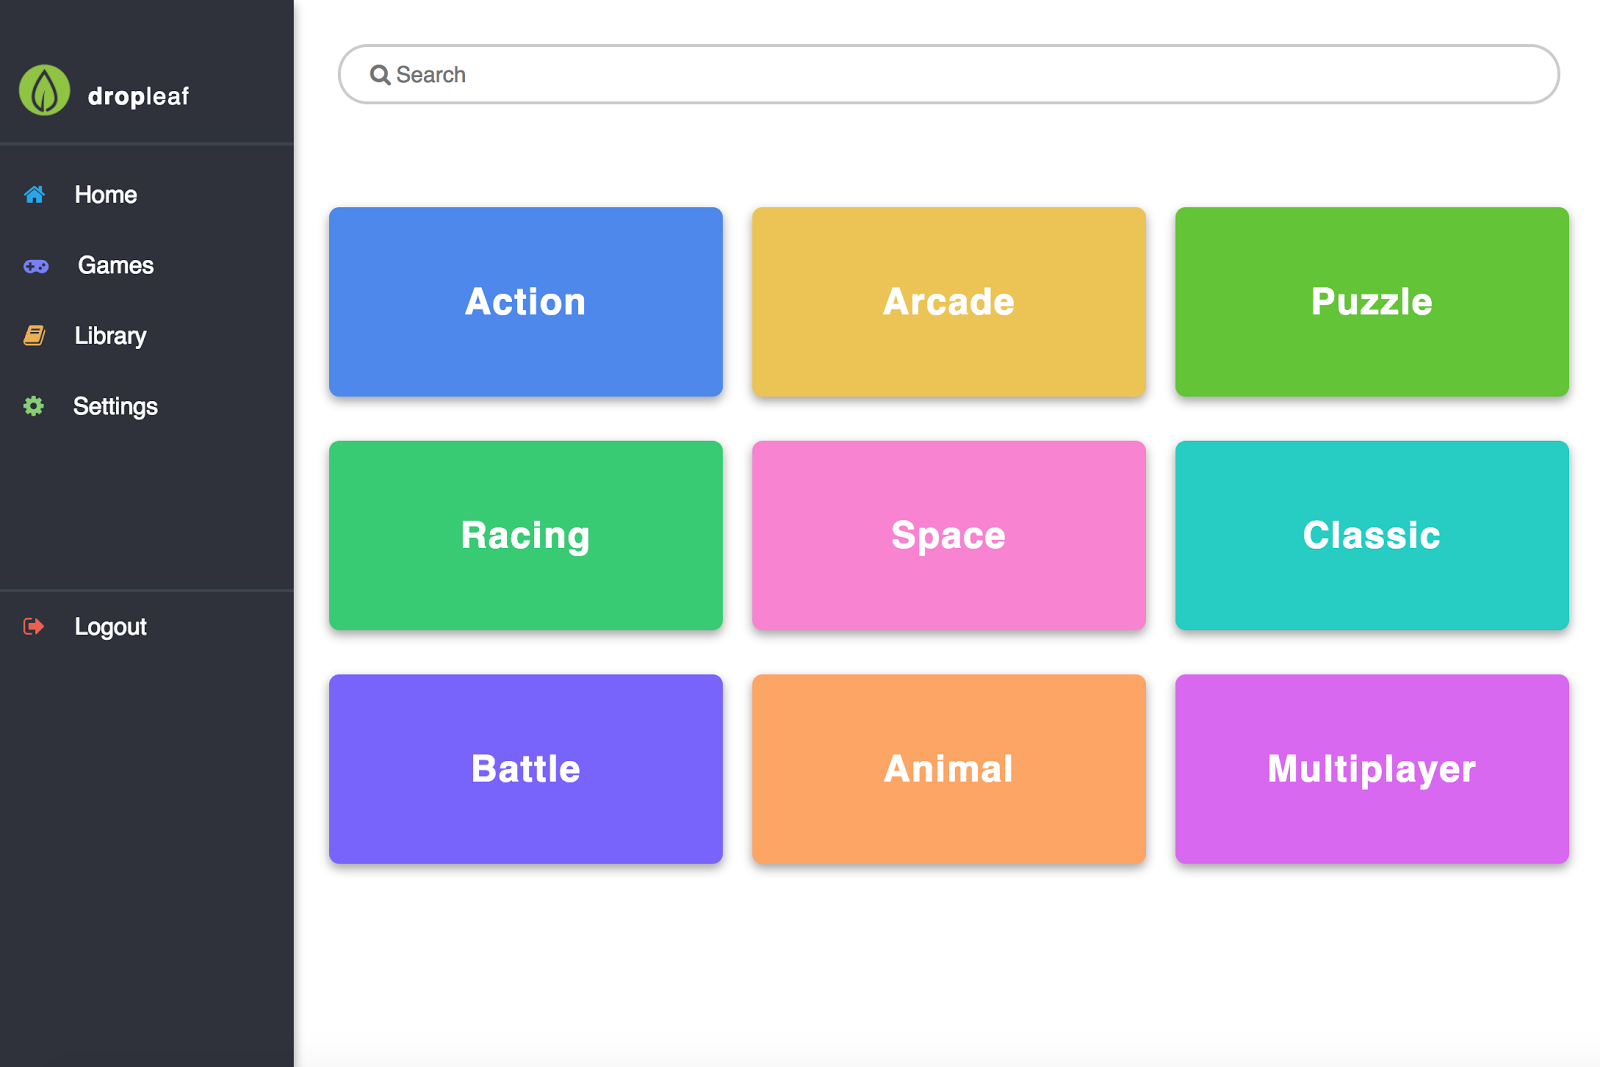 dropleaf
Home
Games
Library
Settings
Logout
Search
Action
Arcade
Puzzle
Racing
Space
Classic
Battle
Animal
Multiplayer